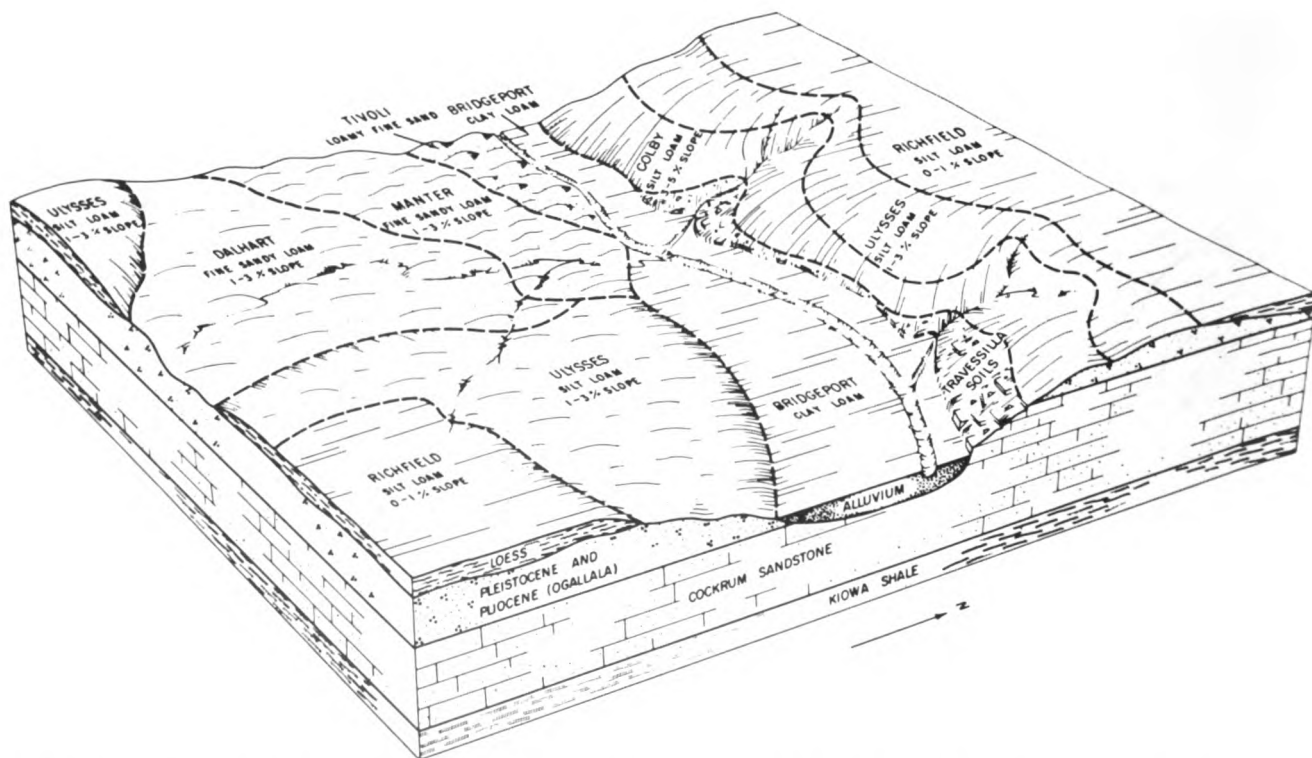 TIVOLI
LOAMY FINE SAND
BRIDGEPORT
CLAY LOAM
COLBY
SILT LOAM
% SLOPE
RICHFIELD
SILT LOAM
0-1 % SLOPE
ULYSSES
SILT LOAM
1-3 % SLOPE
ULYSSES
SILT LOAM
1-3 % SLOPE
DALHART
FINE SANDY LOAM
1-3 % SLOPE
MANTER
FINE SANDY LOAM
1-3 % SLOPE
ULYSSES
SILT LOAM
1-3 % SLOPE
BRIDGEPORT
CLAY LOAM
TRAVESSILLA
SOILS
RICHFIELD
SILT LOAM
0-1 % SLOPE
ALLUVIUM
LOESS
PLEISTOCENE AND
PLIOCENE (OGALLALA)
COCKRUM SANDSTONE
KIOWA SHALE
N